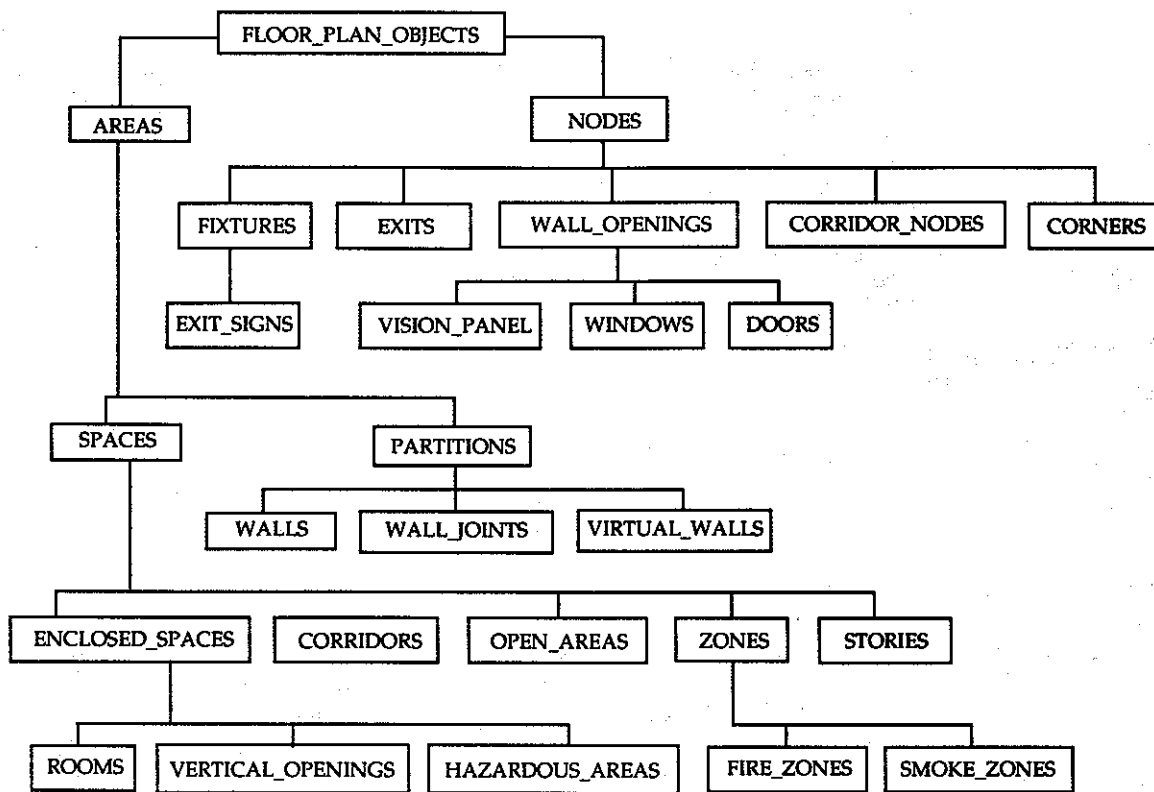 FLOOR_PLAN_OBJECTS
AREAS
NODES
FIXTURES
EXITS
WALL_OPENINGS
CORRIDOR_NODES
CORNERS
EXIT_SIGNS
VISION_PANEL
WINDOWS
DOORS
SPACES
PARTITIONS
WALLS
WALL_JOINTS
VIRTUAL_WALLS
ENCLOSED_SPACES
CORRIDORS
OPEN_AREAS
ZONES
STORIES
ROOMS
VERTICAL_OPENINGS
HAZARDOUS_AREAS
FIRE_ZONES
SMOKE_ZONES